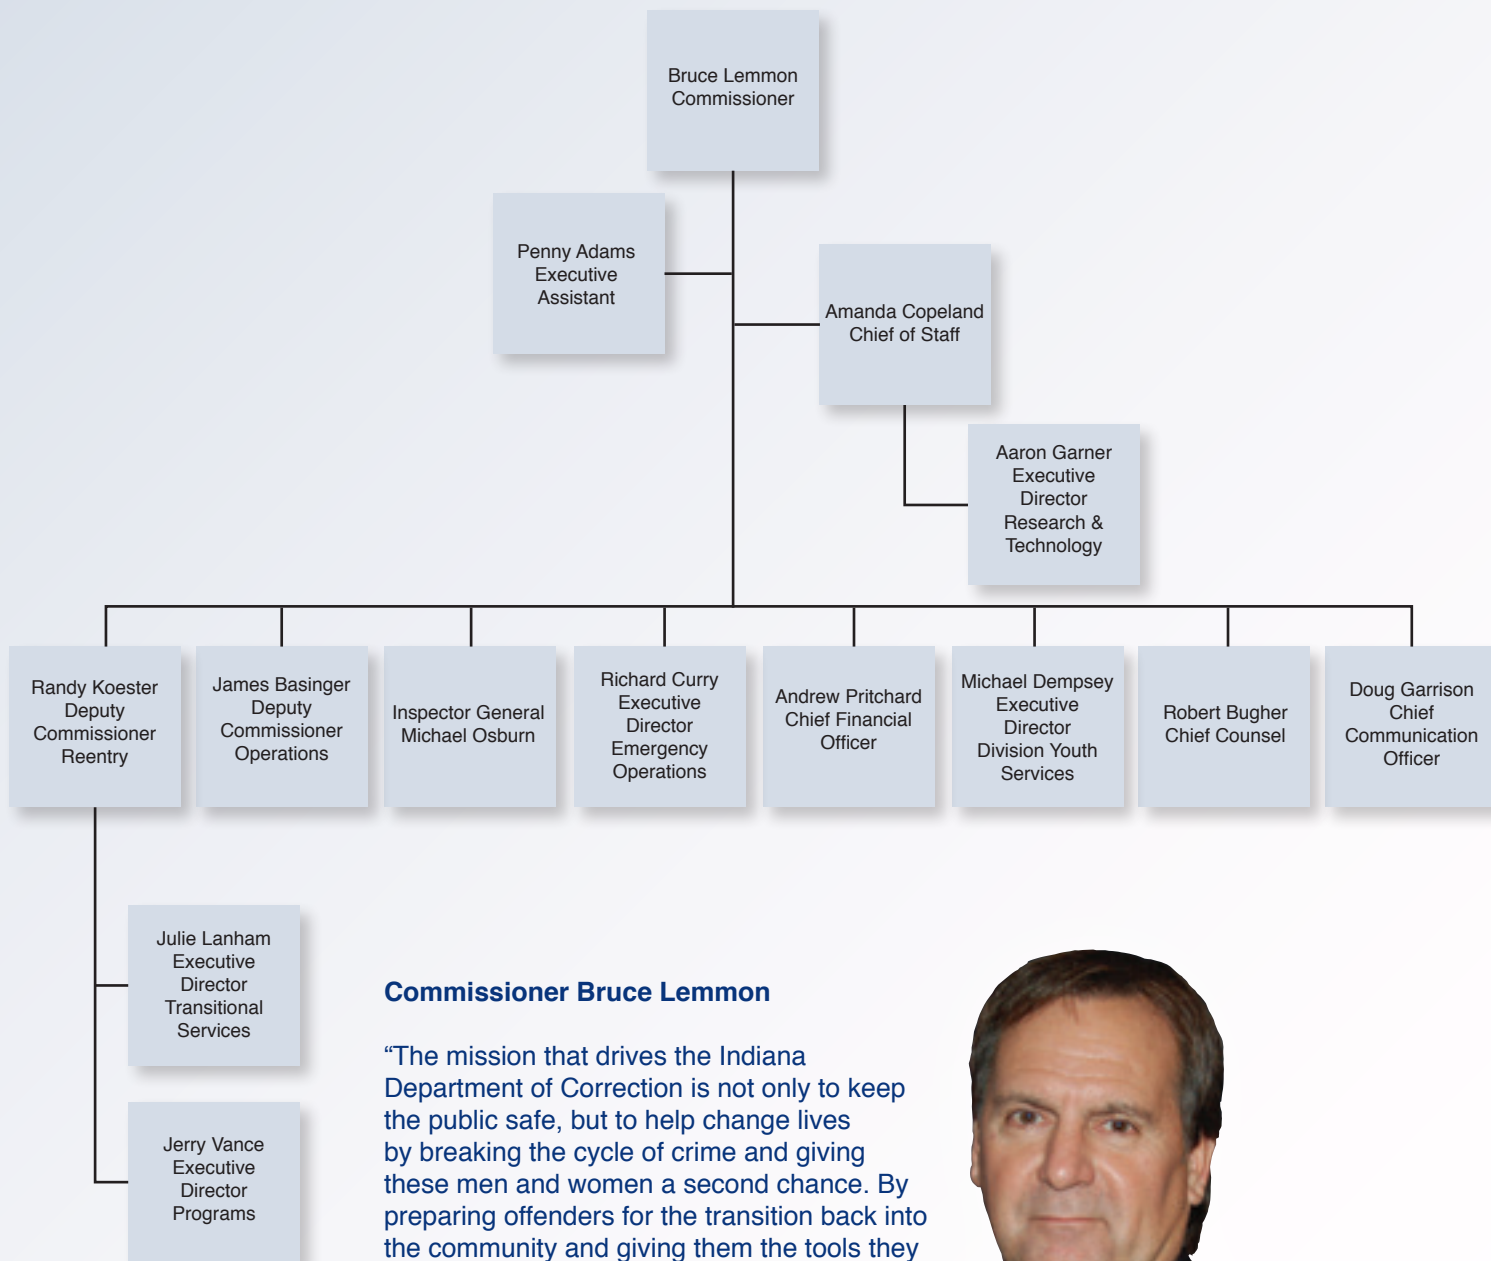 Bruce Lemmon
Commissioner
Penny Adams
Executive
Assistant
Amanda Copeland
Chief of Staff
Aaron Garner
Executive
Director
Research &
Technology
Randy Koester
Deputy
Commissioner
Reentry
James Basinger
Deputy
Commissioner
Operations
Inspector General
Michael Osburn
Richard Curry
Executive
Director
Emergency
Operations
Andrew Pritchard
Chief Financial
Officer
Michael Dempsey
Executive
Director
Division Youth
Services
Robert Bugher
Chief Counsel
Doug Garrison
Chief
Communication
Officer
Julie Lanham
Executive
Director
Transitional
Services
Jerry Vance
Executive
Director
Programs
Commissioner Bruce Lemmon
“The mission that drives the Indiana
Department of Correction is not only to keep
the public safe, but to help change lives
by breaking the cycle of crime and giving
these men and women a second chance. By
preparing offenders for the transition back into
the community and giving them the tools they